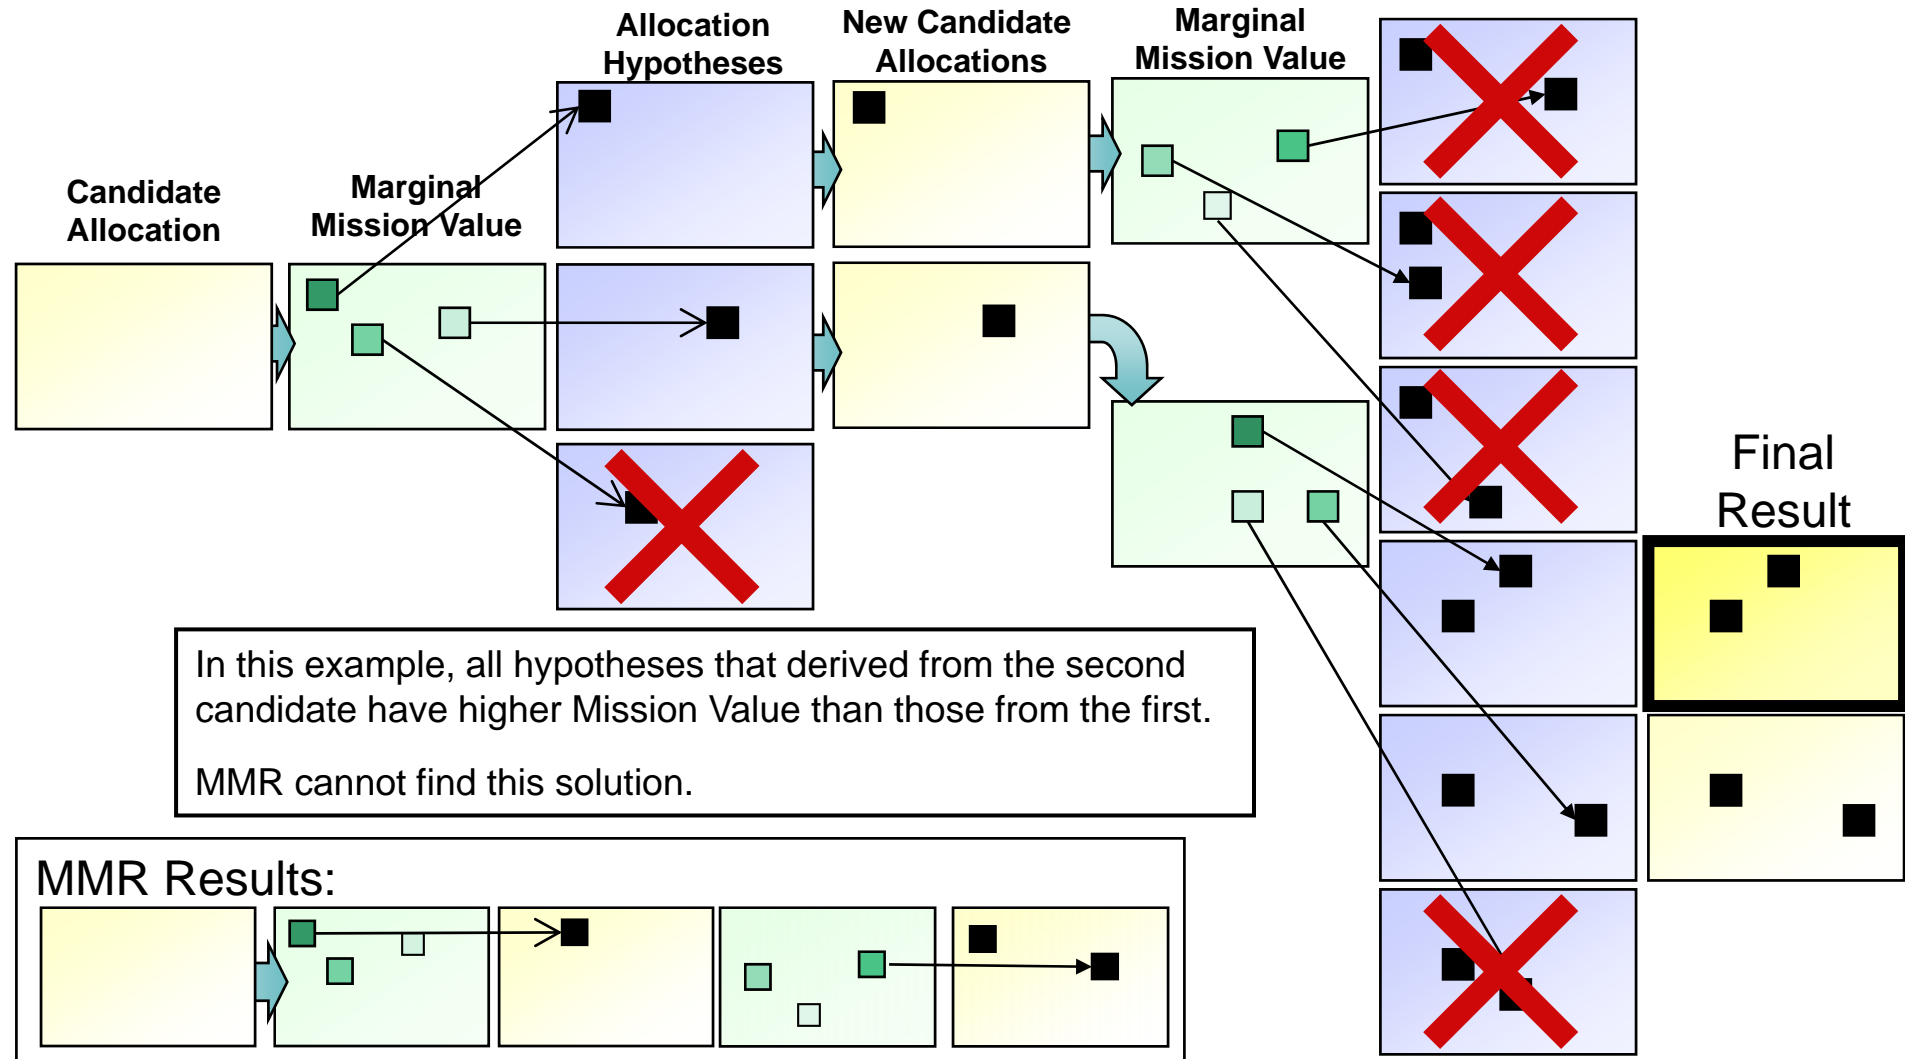 Allocation
Hypotheses
New Candidate
Allocations
Marginal
Mission Value
Candidate
Allocation
Marginal
Mission Value
Final
Result
In this example, all hypotheses that derived from the second
candidate have higher Mission Value than those from the first.
MMR cannot find this solution.
MMR Results: